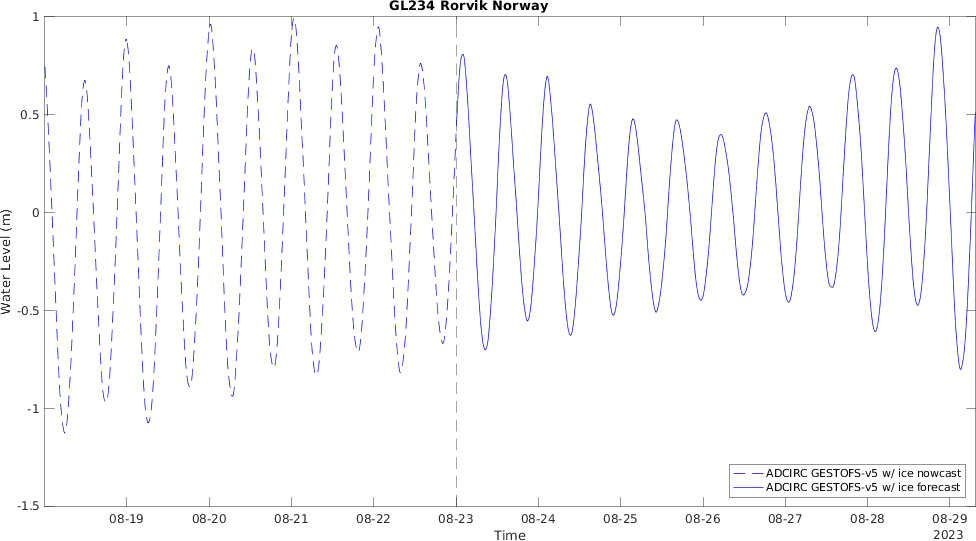 GL234 Rorvik Norway
1
0.5
0
-0.5
-1
-1.5
Water Level (m)
08-19 08-20 08-21 08-22 08-23 08-24 08-25 08-26 08-27 08-28 08-29
2023
Time
ADCIRC GESTOFS-v5 w/ ice nowcast
ADCIRC GESTOFS-v5 w/ ice forecast